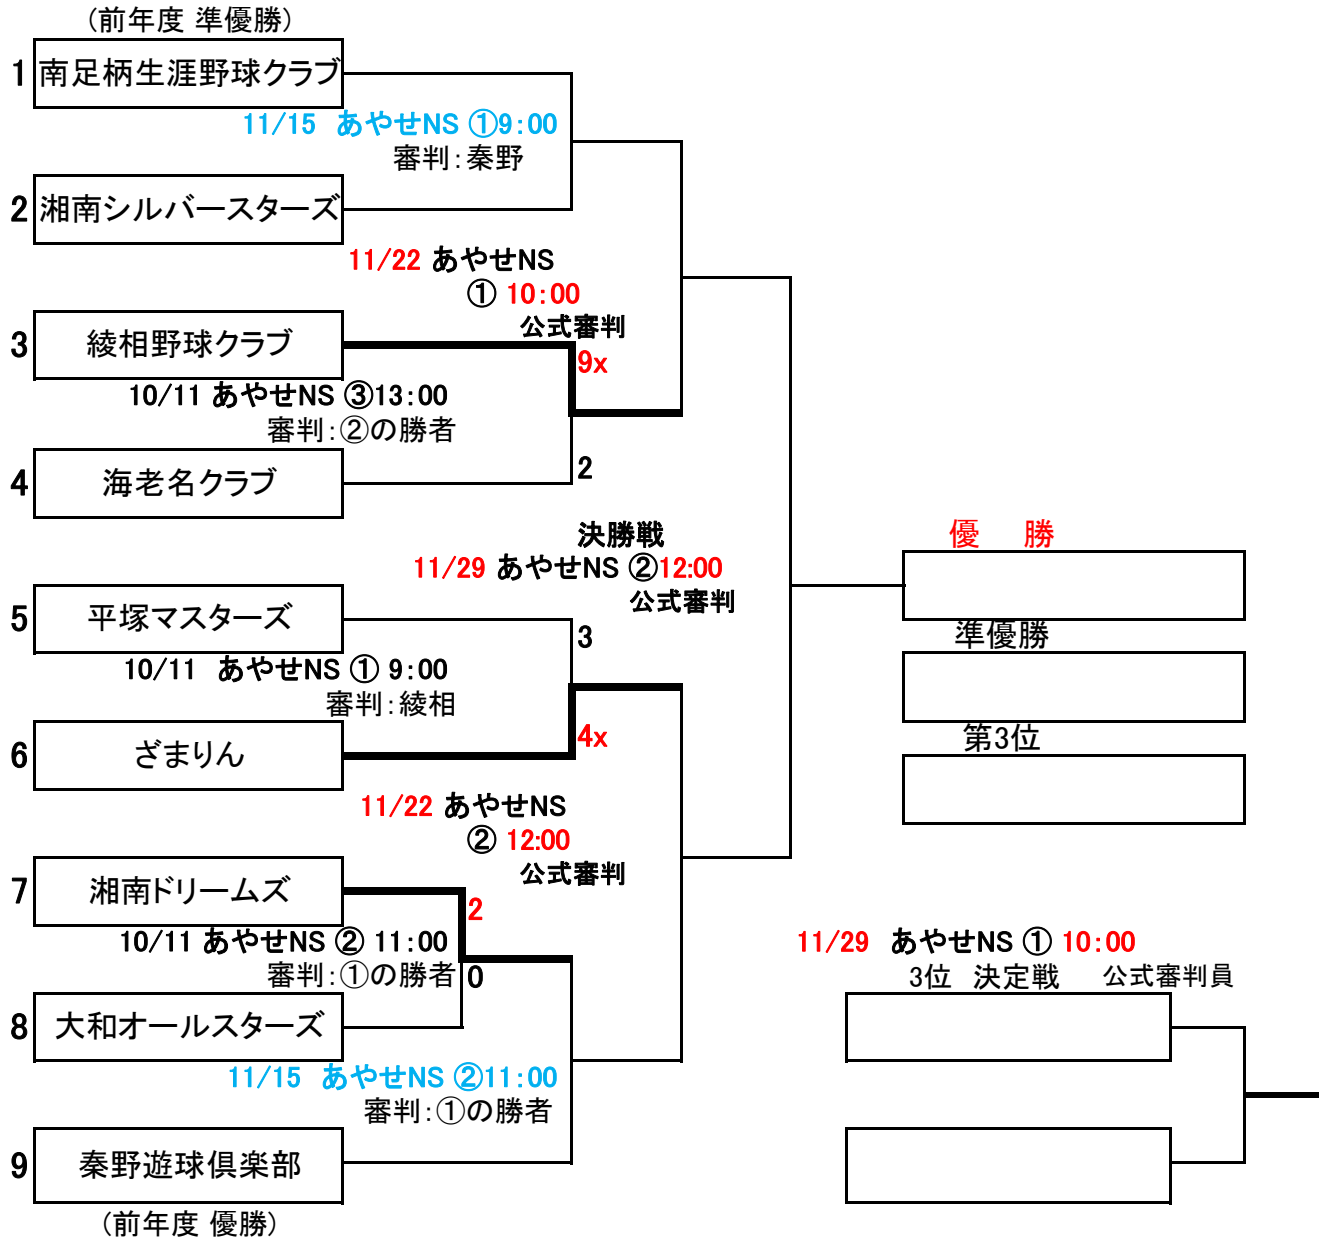 (前年度 準優勝)
1 南足柄生涯野球クラブ
11/15 あやせNS ①9:00
審判:秦野
2 湘南シルバースターズ
11/22 あやせNS
① 10:00
公式審判
3 綾相野球クラブ
9x
10/11 あやせNS ③13:00
審判:②の勝者
4 海老名クラブ
2
決勝戦
11/29 あやせNS ②12:00
公式審判
優 勝
準優勝
第3位
5 平塚マスターズ
3
10/11 あやせNS ① 9:00
審判:綾相
6 ざまりん
4x
11/22 あやせNS
② 12:00
公式審判
7 湘南ドリームズ
2
10/11 あやせNS ② 11:00
審判:①の勝者
0
8 大和オールスターズ
11/15 あやせNS ②11:00
審判:①の勝者
9 秦野遊球倶楽部
(前年度 優勝)
11/29 あやせNS ① 10:00
3位 決定戦 公式審判員